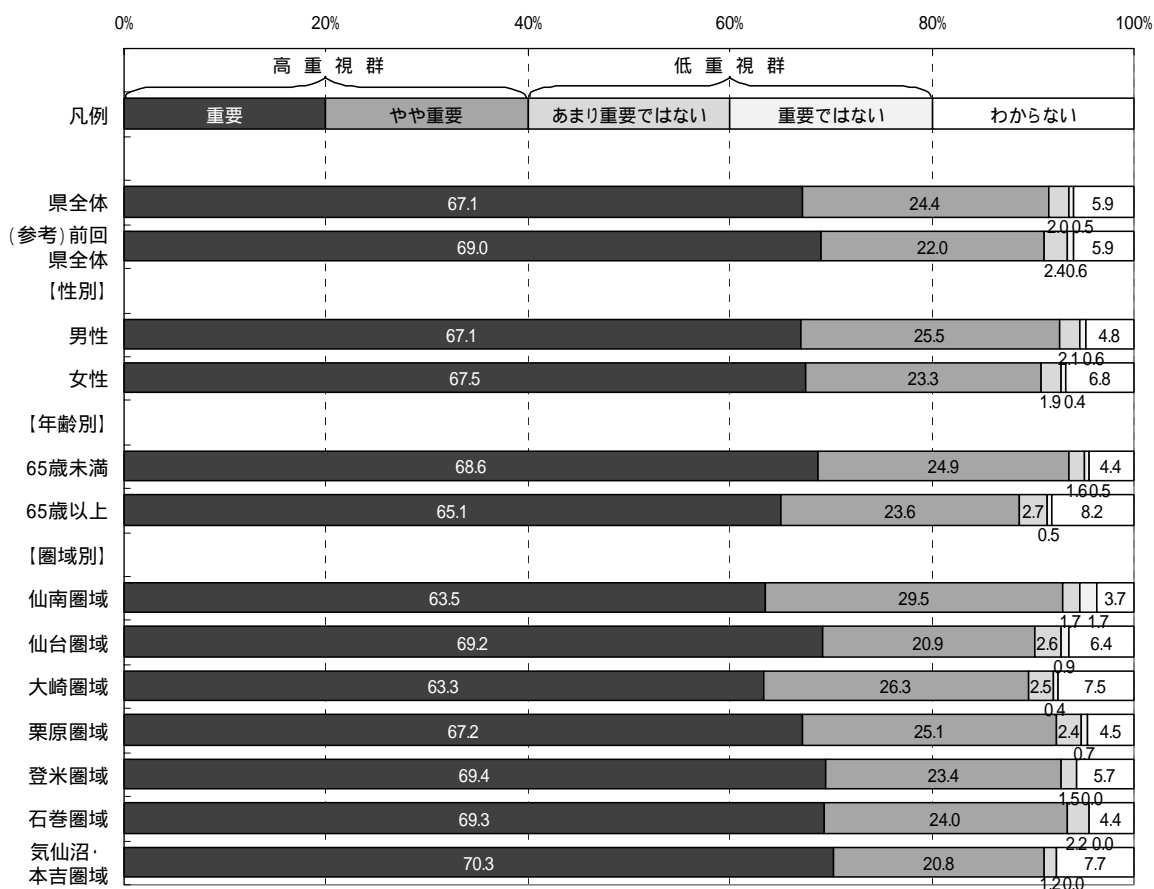 0% 20% 40% 60% 80% 100%
高重視群 低重視群
凡例 重要 やや重要 あまり重要ではない 重要ではない わからない
県全体 67.1 24.4 2.0 0.5 5.9
(参考)前回
県全体 69.0 22.0 2.4 0.6 5.9
【性別】
男性 67.1 25.5 2.1 0.6 4.8
女性 67.5 23.3 1.9 0.4 6.8
【年齢別】
65歳未満 68.6 24.9 1.6 0.5 4.4
65歳以上 65.1 23.6 2.7 0.5 8.2
【圏域別】
仙南圏域 63.5 29.5 1.7 1.7 3.7
仙台圏域 69.2 20.9 2.6 0.9 6.4
大崎圏域 63.3 26.3 2.5 0.4 7.5
栗原圏域 67.2 25.1 2.4 0.7 4.5
登米圏域 69.4 23.4 1.5 0.0 5.7
石巻圏域 69.3 24.0 2.2 0.0 4.4
気仙沼・
本吉圏域 70.3 20.8 1.2 0.0 7.7